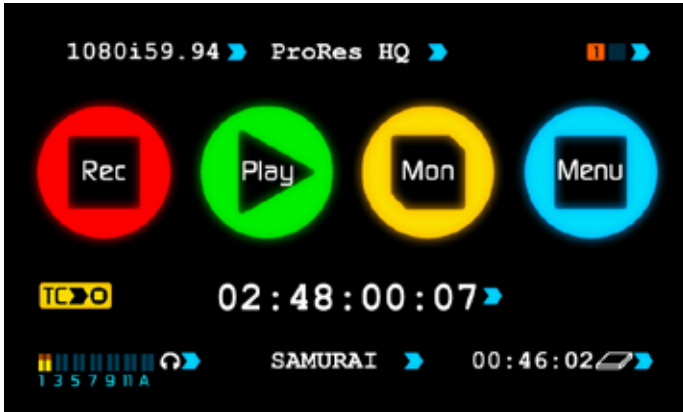 1080i59.94 ProRes HQ 1
Rec Play Mon Menu
TC 02:48:00:07
SAMURAI 00:46:02
1 3 5 7 9 11 A